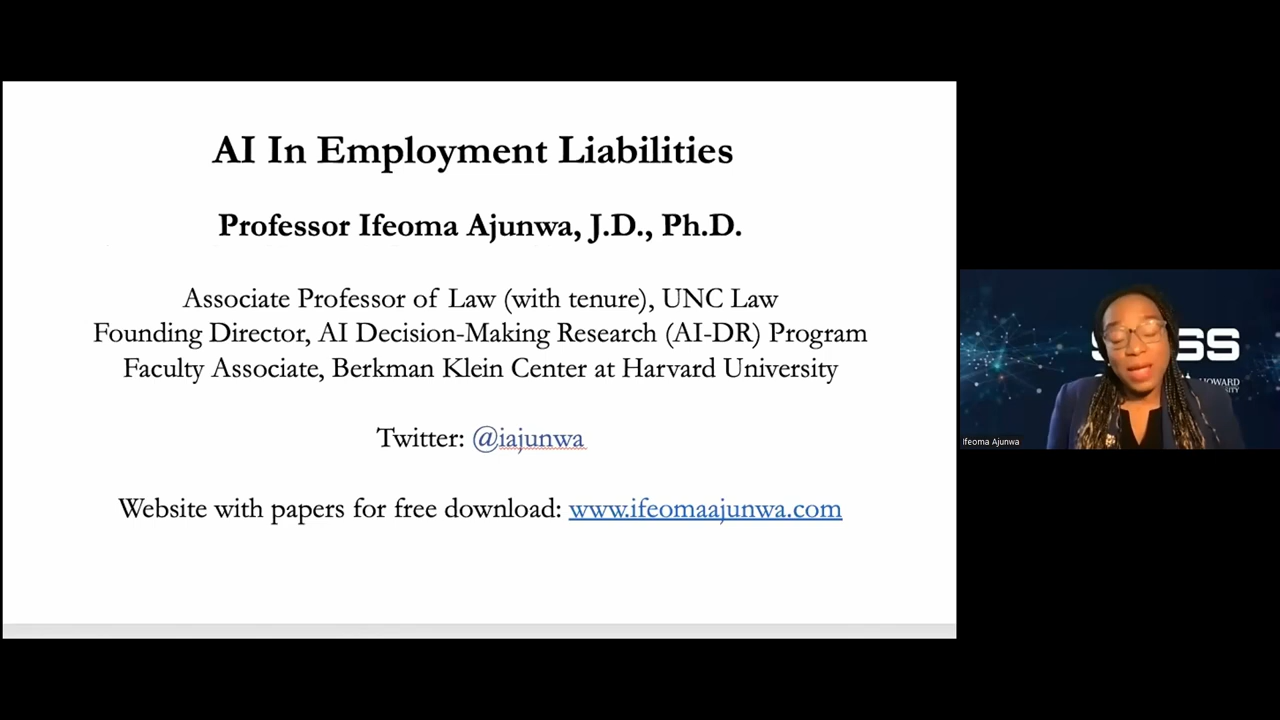 AI In Employment Liabilities
Professor Ifeoma Ajunwa, J.D., Ph.D.
Associate Professor of Law (with tenure), UNC Law
Founding Director, AI Decision-Making Research (AI-DR) Program
Faculty Associate, Berkman Klein Center at Harvard University
Twitter: @iajunwa
Website with papers for free download: www.ifeomaajunwa.com
Ifeoma Ajunwa